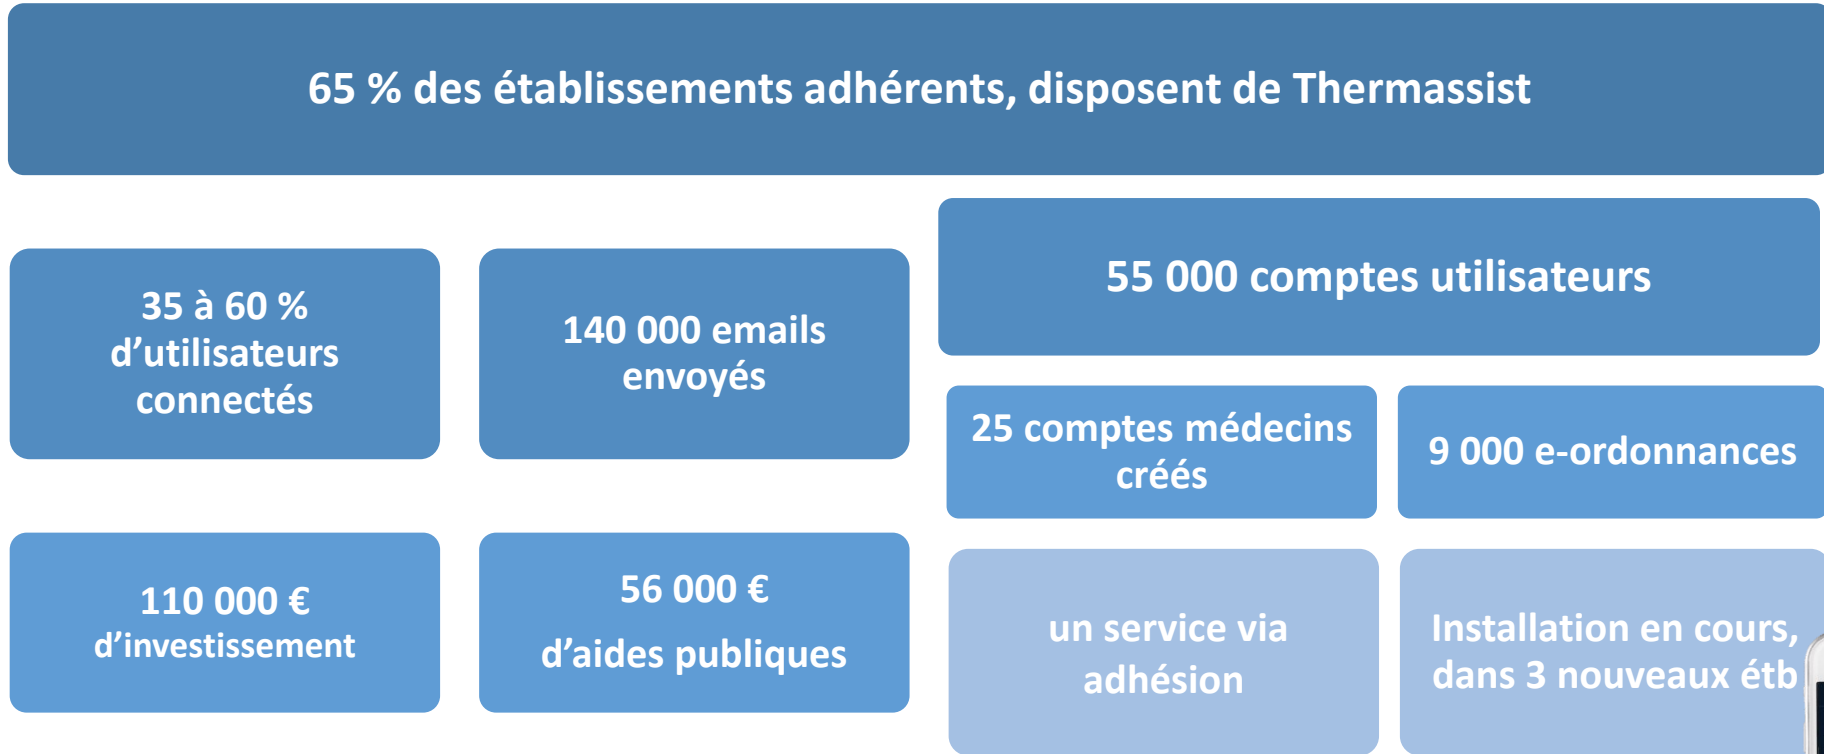 65 % des établissements adhérents, disposent de Thermassist
35 à 60 %
d’utilisateurs
connectés
140 000 emails
envoyés
55 000 comptes utilisateurs
25 comptes médecins
créés
9 000 e-ordonnances
110 000 €
d’investissement
56 000 €
d’aides publiques
un service via
adhésion
Installation en cours,
dans 3 nouveaux étb